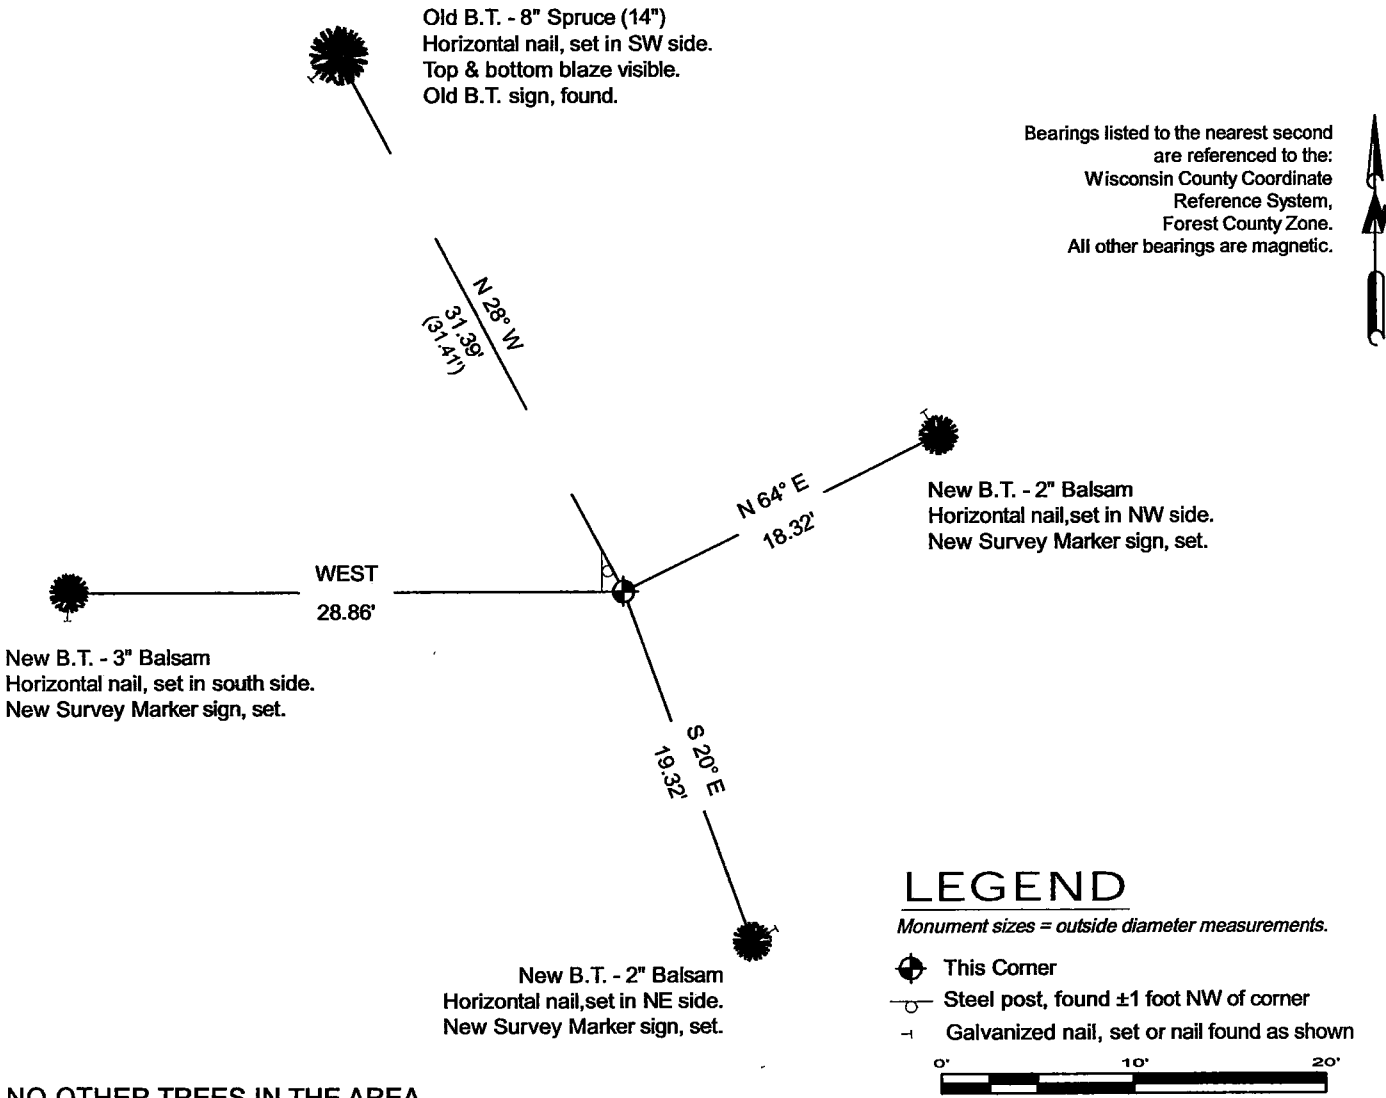 Old B.T. - 8" Spruce (14")
Horizontal nail, set in SW side.
Top & bottom blaze visible.
Old B.T. sign, found.
Bearings listed to the nearest second
are referenced to the:
Wisconsin County Coordinate
Reference System,
Forest County Zone.
All other bearings are magnetic.
N
N 28° W
31.39'
(31.41')
N 64° E
18.32'
New B.T. - 2" Balsam
Horizontal nail,set in NW side.
New Survey Marker sign, set.
WEST
28.86'
New B.T. - 3" Balsam
Horizontal nail, set in south side.
New Survey Marker sign, set.
S 20° E
19.32'
New B.T. - 2" Balsam
Horizontal nail,set in NE side.
New Survey Marker sign, set.
LEGEND
Monument sizes = outside diameter measurements.
This Corner
Steel post, found ±1 foot NW of corner
Galvanized nail, set or nail found as shown
0' 10' 20'
NO OTHER TREES IN THE AREA